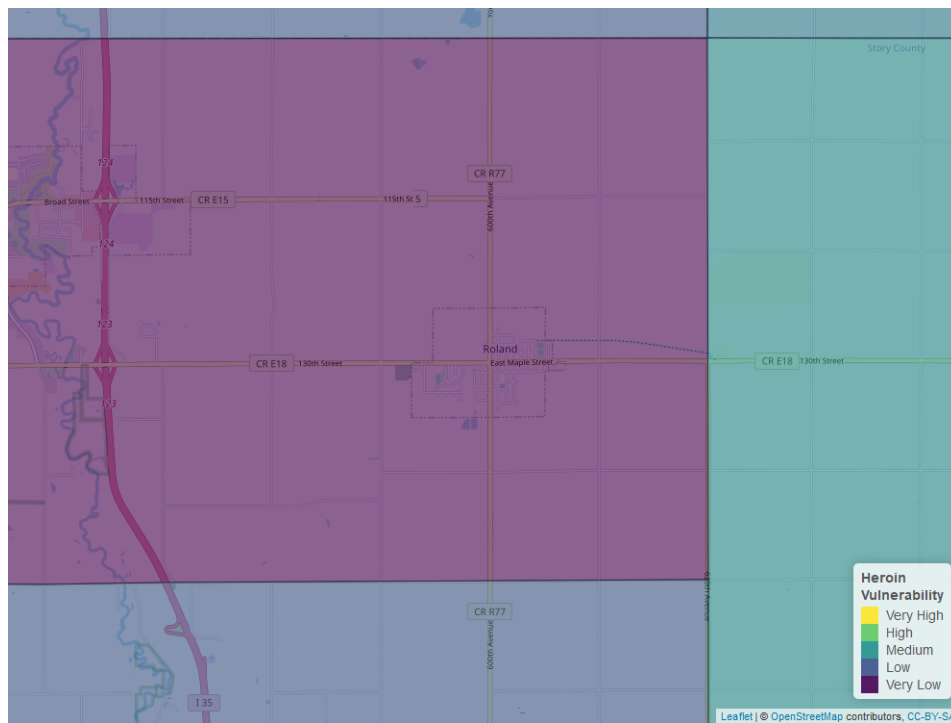 Story County
124
CR R77
Broad Street
115th Street
CR E15
115th St
5
600th Avenue
124
123
Roland
CR E18
130th Street
East Maple Street
CR E18
130th Street
123
Heroin
Vulnerability
Very High
High
Medium
Low
Very Low
CR R77
600th Avenue
I 35
Leaflet | © OpenStreetMap contributors, CC-BY-S